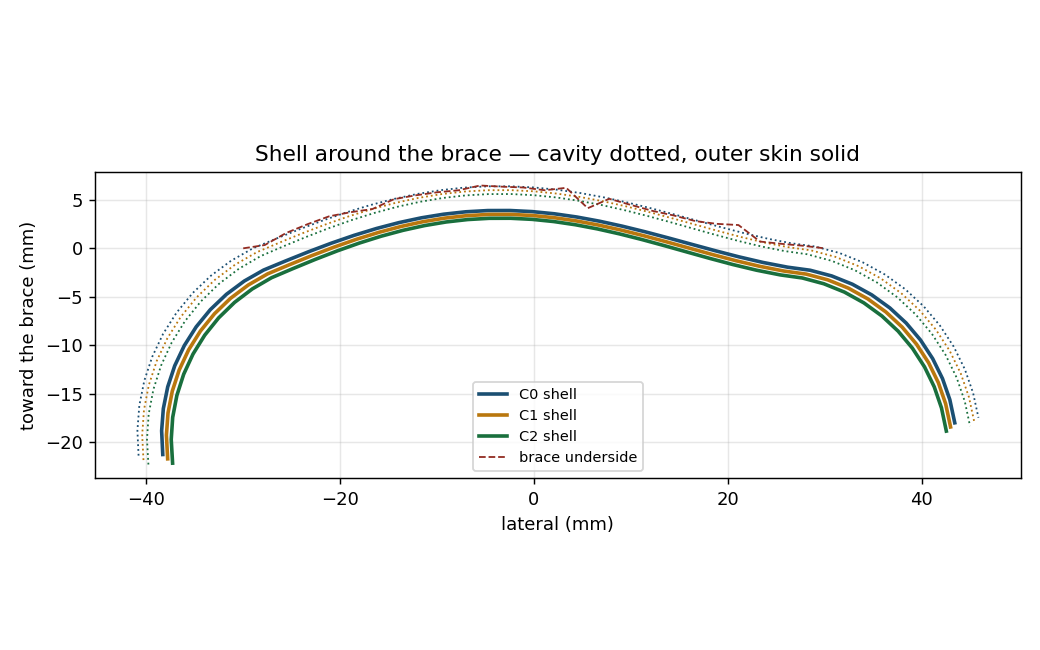 Shell around the brace — cavity dotted, outer skin solid
toward the brace (mm)
5
0
−5
−10
−15
−20
C0 shell
C1 shell
C2 shell
brace underside
−40
−20
0
20
40
lateral (mm)